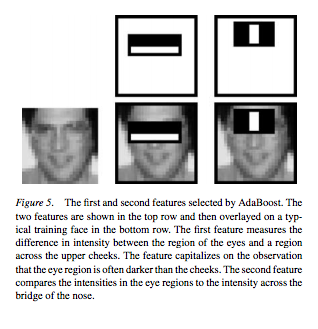 Figure 5. The first and second features selected by AdaBoost. The
two features are shown in the top row and then overlayed on a typ-
ical training face in the bottom row. The first feature measures the
difference in intensity between the region of the eyes and a region
across the upper cheeks. The feature capitalizes on the observation
that the eye region is often darker than the cheeks. The second feature
compares the intensities in the eye regions to the intensity across the
bridge of the nose.